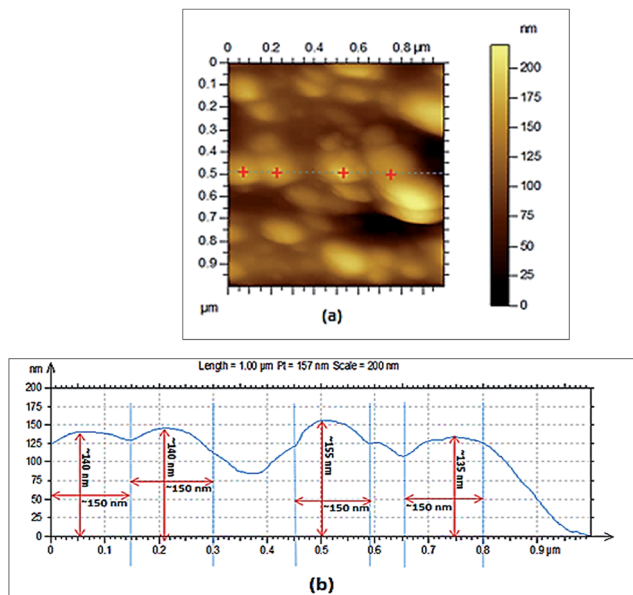 nm
0 0.2 0.4 0.6 0.8 µm
0
0.1
0.2
0.3
0.4
0.5
0.6
0.7
0.8
0.9
µm
200
175
150
125
100
75
50
25
0
(a)
Length = 1.00 µm Pt = 157 nm Scale = 200 nm
nm
200
175
150
125
100
75
50
25
0
~140 nm
~140 nm
~155 nm
~135 nm
~150 nm
~150 nm
~150 nm
~150 nm
0 0.1 0.2 0.3 0.4 0.5 0.6 0.7 0.8 0.9 µm
(b)